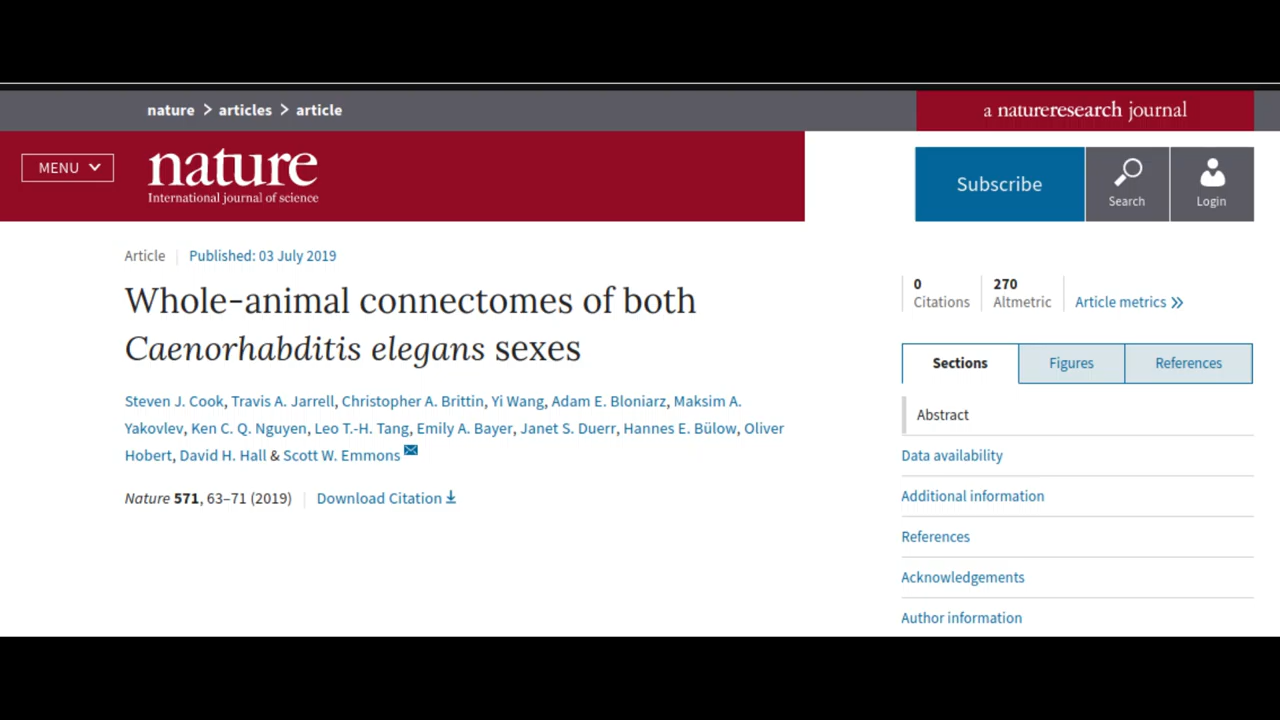 nature > articles > article
a natureresearch journal
MENU
nature
International journal of science
Subscribe
Search
Login
Article | Published: 03 July 2019
Whole-animal connectomes of both
Caenorhabditis elegans sexes
Steven J. Cook, Travis A. Jarrell, Christopher A. Brittin, Yi Wang, Adam E. Bloniarz, Maksim A.
Yakovlev, Ken C. Q. Nguyen, Leo T.-H. Tang, Emily A. Bayer, Janet S. Duerr, Hannes E. Bülow, Oliver
Hobert, David H. Hall & Scott W. Emmons
Nature 571, 63–71 (2019) | Download Citation
0 270
Citations Altmetric Article metrics
Sections Figures References
Abstract
Data availability
Additional information
References
Acknowledgements
Author information